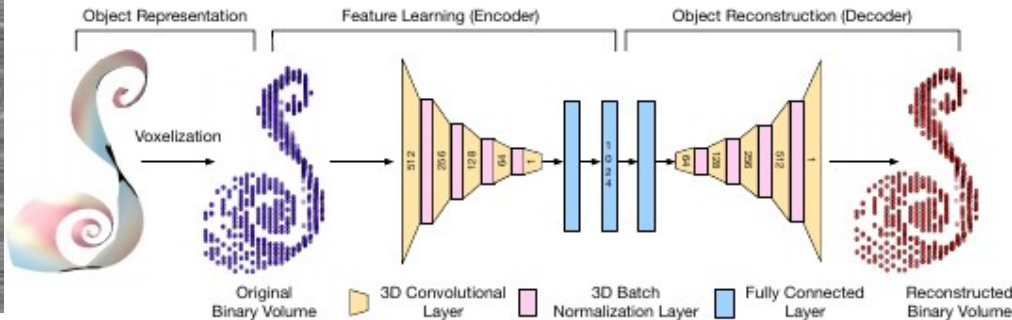 Object Representation
Feature Learning (Encoder)
Object Reconstruction (Decoder)
Voxelization
512
256
128
64
1
1024
64
128
256
512
1
Original
Binary Volume
3D Convolutional
Layer
3D Batch
Normalization Layer
Fully Connected
Layer
Reconstructed
Binary Volume